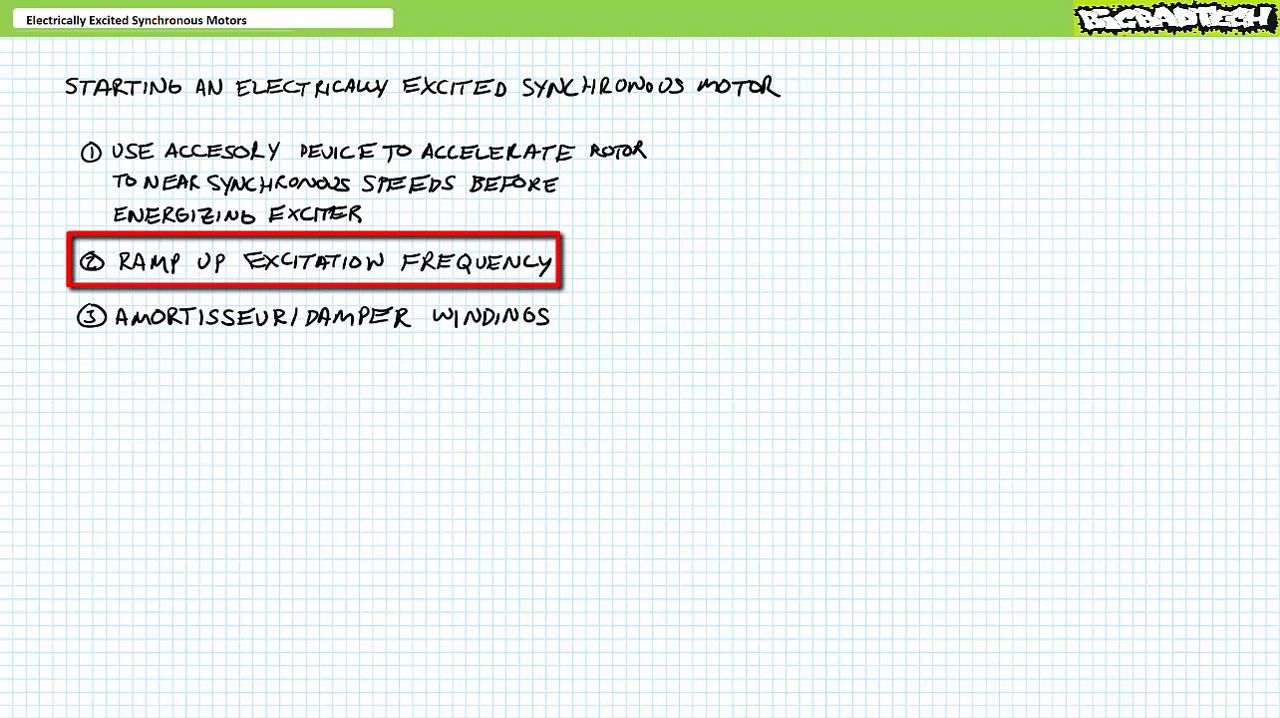 Electrically Excited Synchronous Motors
BIGBADTECH
STARTING AN ELECTRICALLY EXCITED SYNCHRONOUS MOTOR
① USE ACCESORY DEVICE TO ACCELERATE ROTOR
TO NEAR SYNCHRONOUS SPEEDS BEFORE
ENERGIZING EXCITER
② RAMP UP EXCITATION FREQUENCY
③ AMORTISSEUR/DAMPER WINDINGS